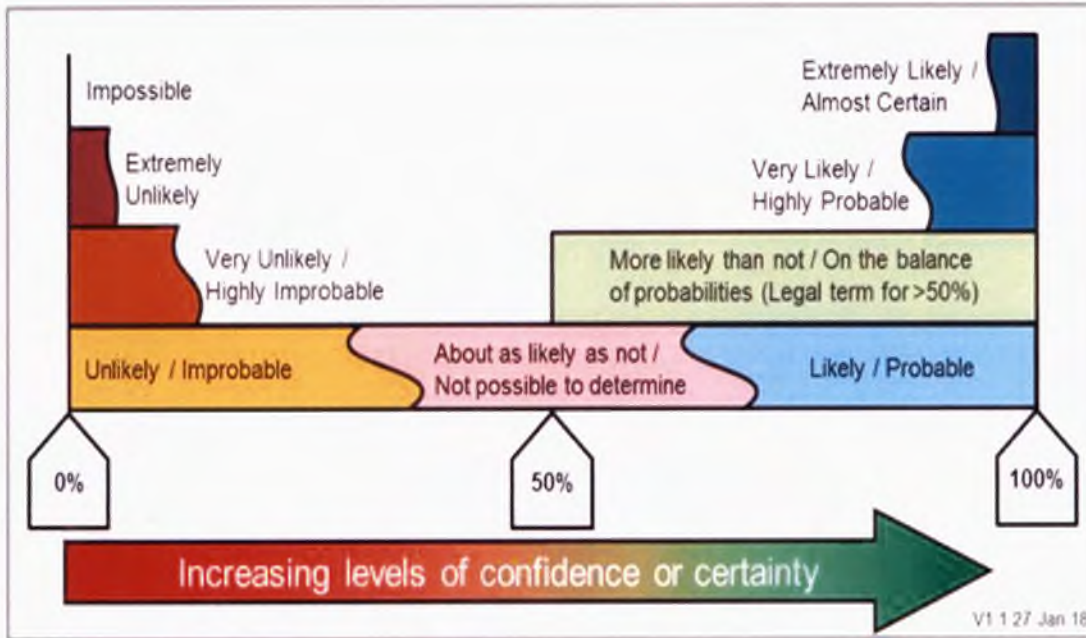 Impossible
Extremely
Unlikely
Very Unlikely /
Highly Improbable
Extremely Likely /
Almost Certain
Very Likely /
Highly Probable
More likely than not / On the balance
of probabilities (Legal term for >50%)
Unlikely / Improbable
About as likely as not /
Not possible to determine
Likely / Probable
0%
50%
100%
Increasing levels of confidence or certainty
V1 1 27 Jan 18